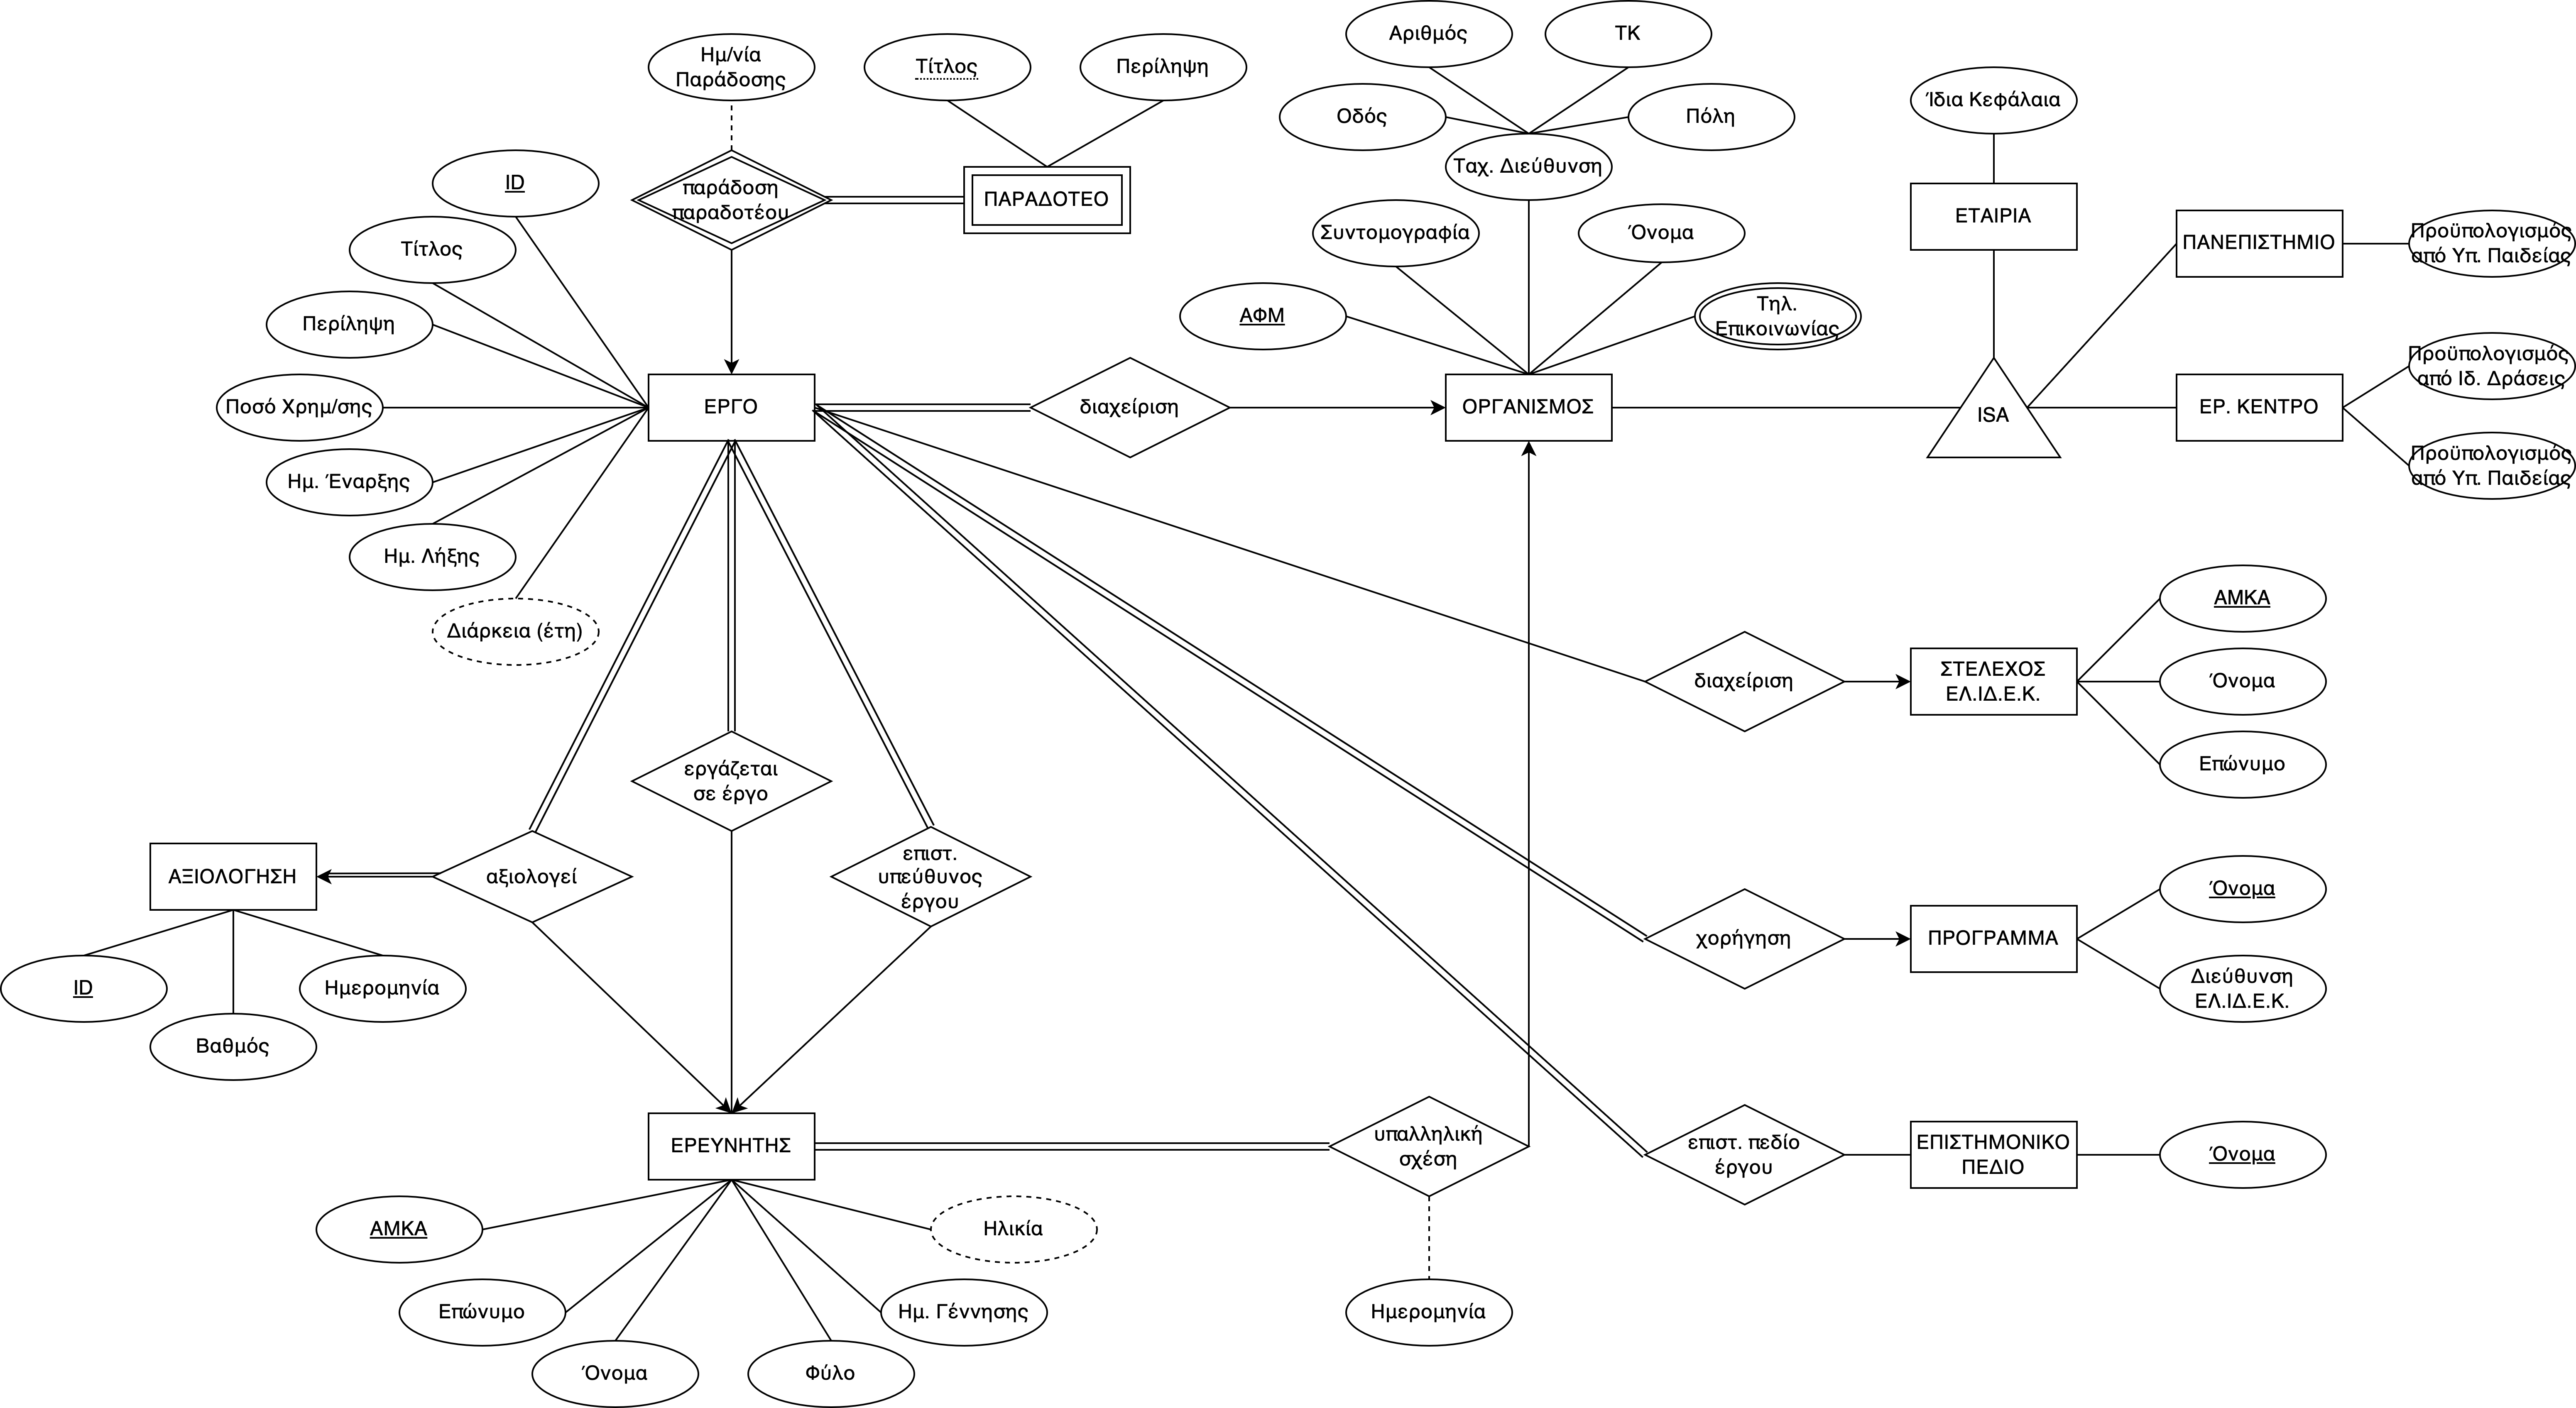 Αριθμός
ΤΚ
Ημ/νία
Παράδοσης
Τίτλος
Περίληψη
Οδός
Πόλη
Ίδια Κεφάλαια
Ταχ. Διεύθυνση
ID
παράδοση
παραδοτέου
ΠΑΡΑΔΟΤΕΟ
ΕΤΑΙΡΙΑ
Συντομογραφία
Όνομα
ΠΑΝΕΠΙΣΤΗΜΙΟ
Προϋπολογισμός
από Υπ. Παιδείας
Τίτλος
ΑΦΜ
Τηλ.
Επικοινωνίας
Περίληψη
Προϋπολογισμός
από Ιδ. Δράσεις
Ποσό Χρημ/σης
ΕΡΓΟ
διαχείριση
ΟΡΓΑΝΙΣΜΟΣ
ISA
ΕΡ. ΚΕΝΤΡΟ
Προϋπολογισμός
από Υπ. Παιδείας
Ημ. Έναρξης
Ημ. Λήξης
Διάρκεια (έτη)
ΑΜΚΑ
διαχείριση
ΣΤΕΛΕΧΟΣ
ΕΛ.ΙΔ.Ε.Κ.
Όνομα
Επώνυμο
εργάζεται
σε έργο
ΑΞΙΟΛΟΓΗΣΗ
αξιολογεί
επιστ.
υπεύθυνος
έργου
Όνομα
χορήγηση
ΠΡΟΓΡΑΜΜΑ
Διεύθυνση
ΕΛ.ΙΔ.Ε.Κ.
ID
Ημερομηνία
Βαθμός
ΕΡΕΥΝΗΤΗΣ
υπαλληλική
σχέση
επιστ. πεδίο
έργου
ΕΠΙΣΤΗΜΟΝΙΚΟ
ΠΕΔΙΟ
Όνομα
ΑΜΚΑ
Ηλικία
Επώνυμο
Ημ. Γέννησης
Ημερομηνία
Όνομα
Φύλο